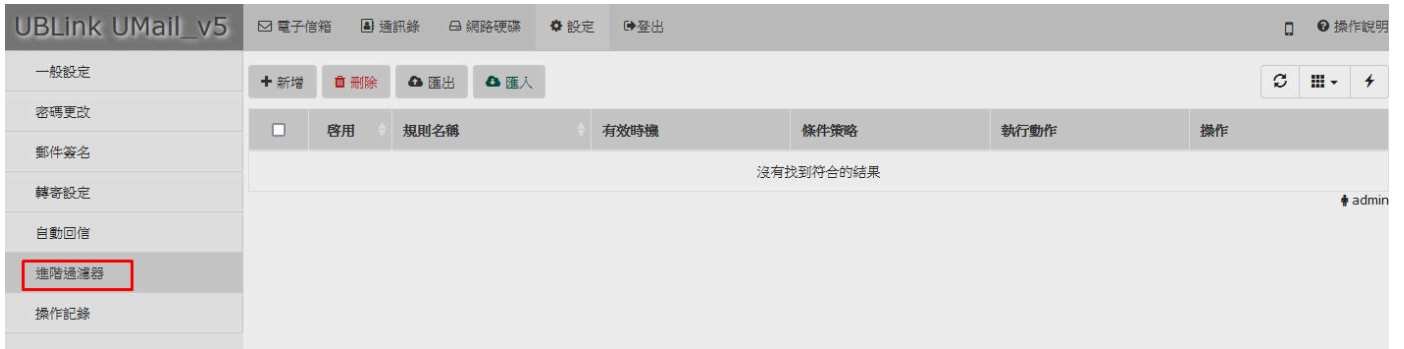 UBLink UMail_v5 電子信箱 通訊錄 網路硬碟 設定 登出 操作說明
一般設定
密碼更改
郵件簽名
轉寄設定
自動回信
進階過濾器
操作記錄
新增 刪除 匯出 匯入
啓用 規則名稱 有效時機 條件策略 執行動作 操作
沒有找到符合的結果
admin